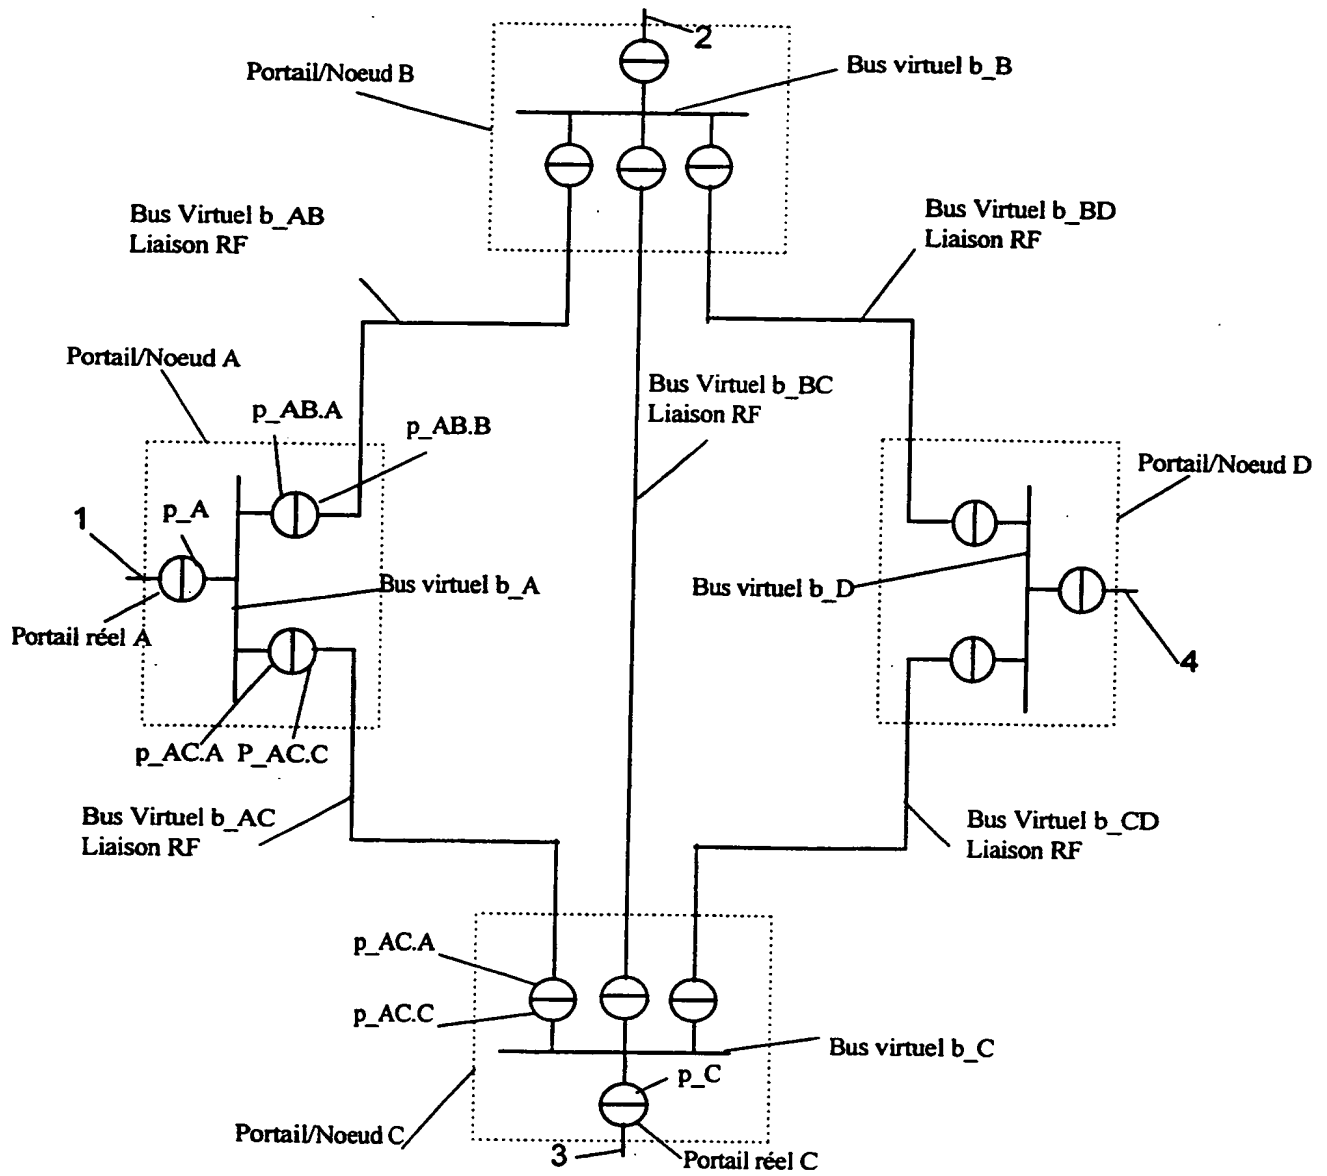 2
Portail/Noeud B
Bus virtuel b_B
Bus Virtuel b_AB
Liaison RF
Bus Virtuel b_BD
Liaison RF
Portail/Noeud A
Bus Virtuel b_BC
Liaison RF
p_AB.A
p_AB.B
Portail/Noeud D
1
p_A
Bus virtuel b_A
Bus virtuel b_D
Portail réel A
4
p_AC.A
P_AC.C
Bus Virtuel b_AC
Liaison RF
Bus Virtuel b_CD
Liaison RF
p_AC.A
p_AC.C
Bus virtuel b_C
p_C
Portail/Noeud C
3
Portail réel C